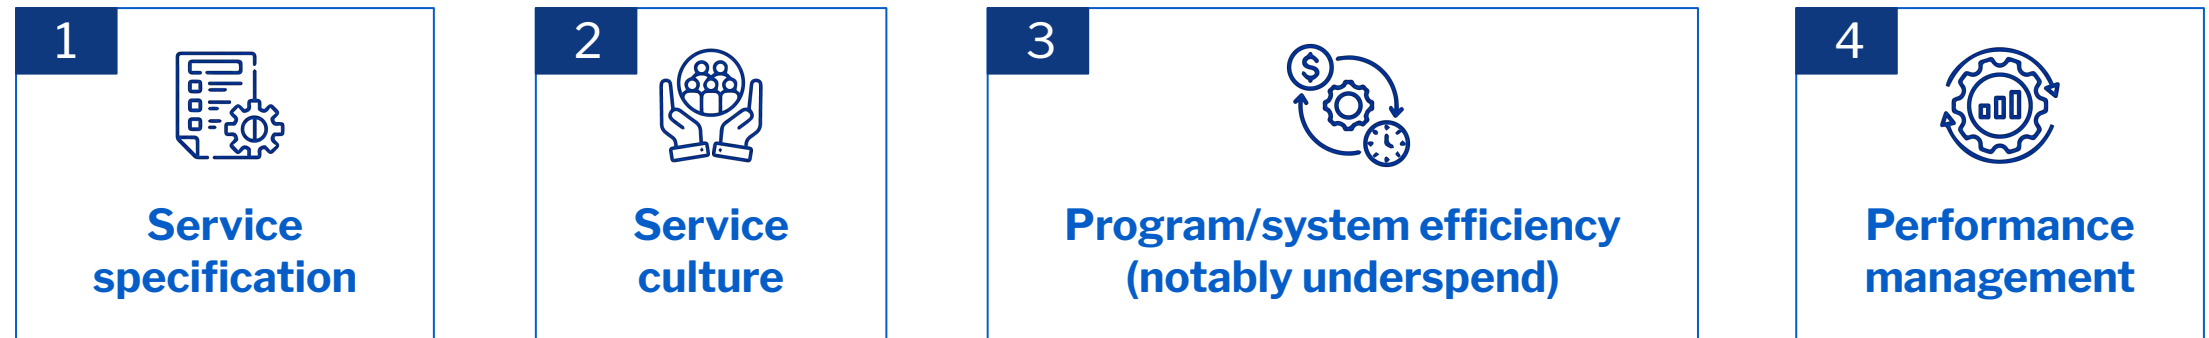 1
Service
specification
2
Service
culture
3
$
Program/system efficiency
(notably underspend)
4
Performance
management